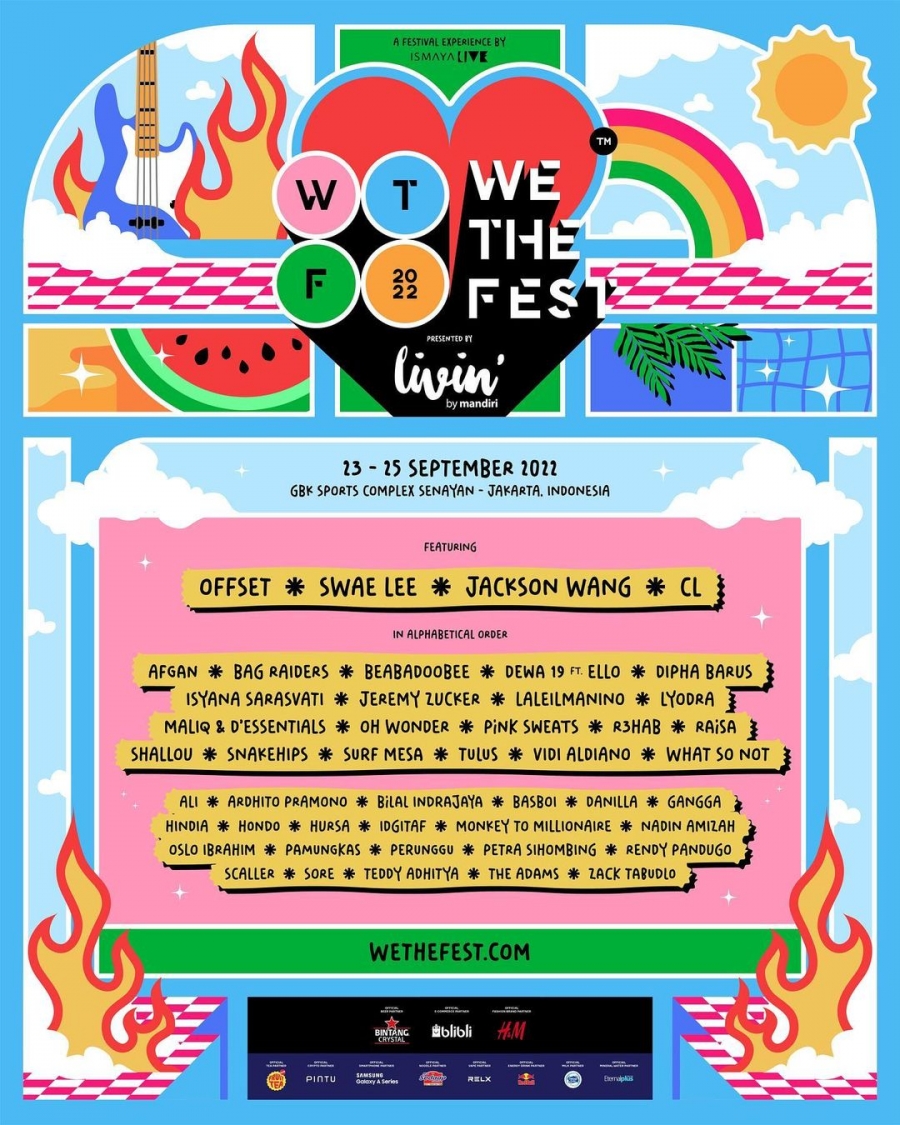 A FESTIVAL EXPERIENCE BY
ISMAYA LIVE
W T
F 20
22
WE
THE
FEST
TM
PRESENTED BY
livin'
by mandiri
23 - 25 SEPTEMBER 2022
GBK SPORTS COMPLEX SENAYAN - JAKARTA, INDONESIA
FEATURING
OFFSET * SWAE LEE * JACKSON WANG * CL
IN ALPHABETICAL ORDER
AFGAN * BAG RAIDERS * BEABADOOBEE * DEWA 19 FT. ELLO * DIPHA BARUS
ISYANA SARASVATI * JEREMY ZUCKER * LALEILMANINO * LYODRA
MALIQ & D'ESSENTIALS * OH WONDER * PiNK SWEATS * R3HAB * RAiSA
SHALLOU * SNAKEHIPS * SURF MESA * TULUS * VIDI ALDIANO * WHAT SO NOT
ALI * ARDHITO PRAMONO * BiLAL INDRAJAYA * BASBOI * DANILLA * GANGGA
HINDIA * HONDO * HURSA * IDGITAF * MONKEY TO MILLIONAIRE * NADIN AMIZAH
OSLO IBRAHIM * PAMUNGKAS * PERUNGGU * PETRA SIHOMBING * RENDY PANDUGO
SCALLER * SORE * TEDDY ADHITYA * THE ADAMS * ZACK TABUDLO
WETHEFEST.COM
BINTANG
CRYSTAL
blibli
H&M
PINTU
SAMSUNG
Galaxy A Series
RELX
Eternalplus